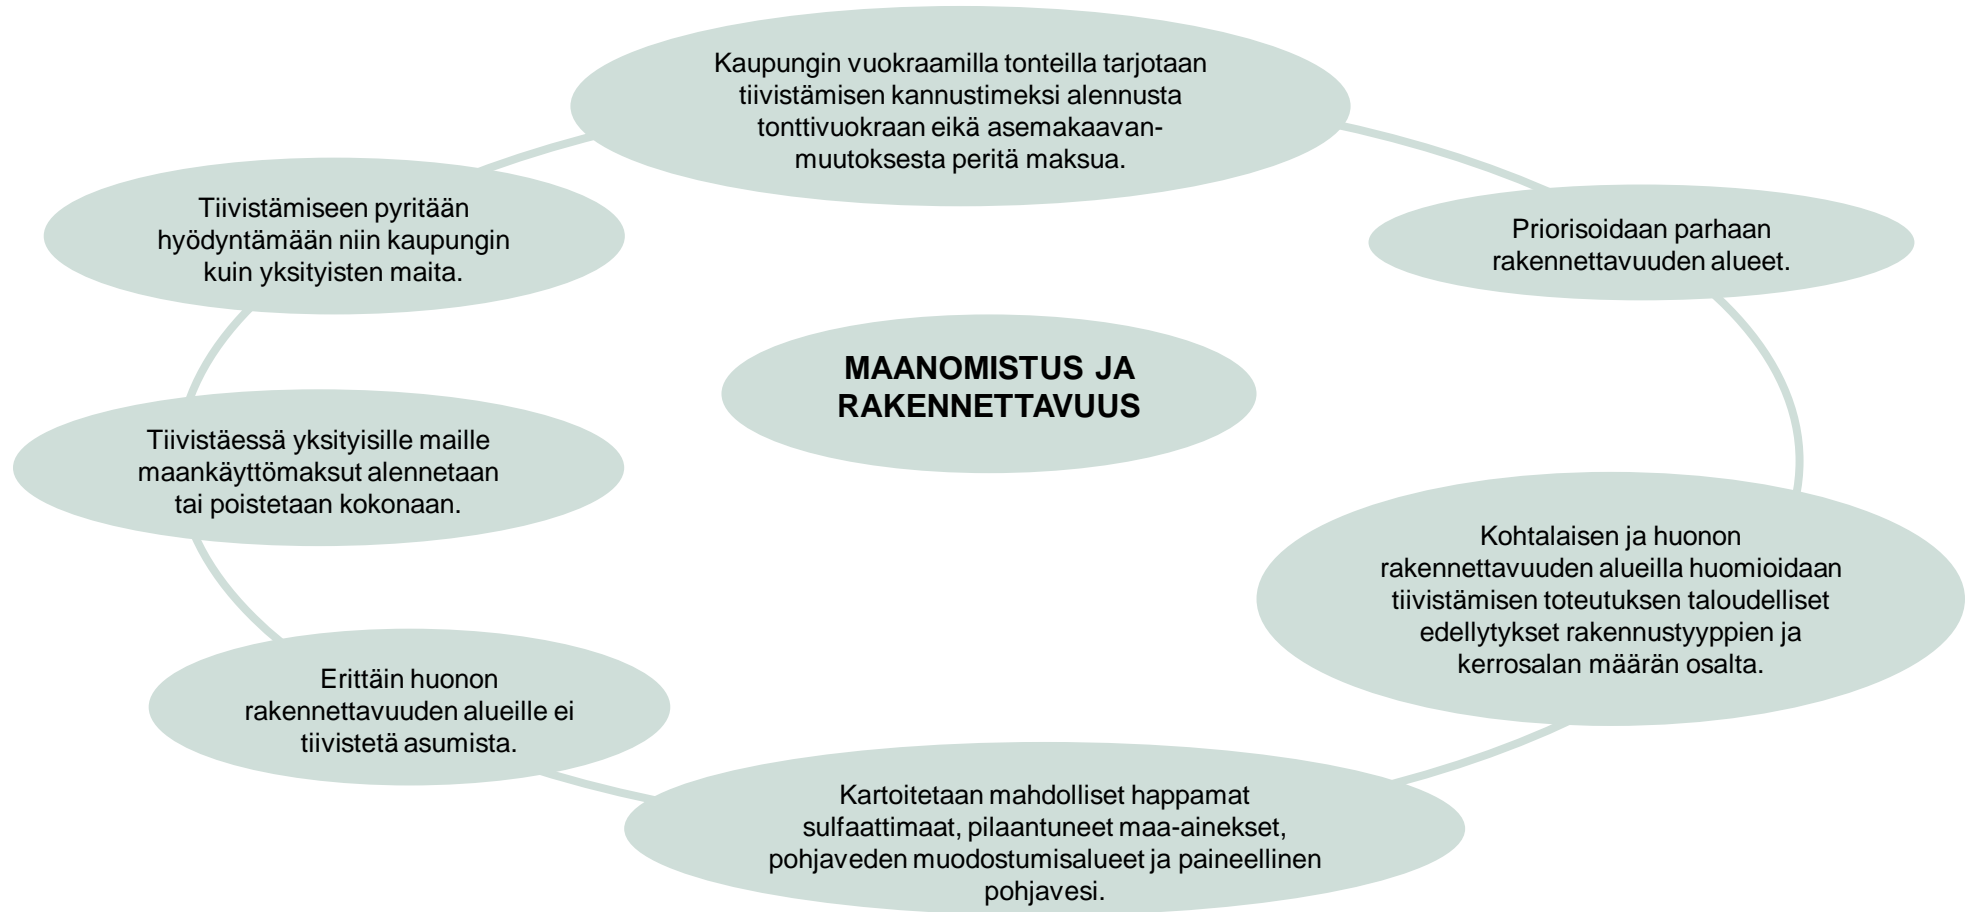 Kaupungin vuokraamilla tonteilla tarjotaan
tiivistämisen kannustimeksi alennusta
tonttivuokraan eikä asemakaavan-
muutoksesta peritä maksua.
Tiivistämiseen pyritään
hyödyntämään niin kaupungin
kuin yksityisten maita.
Priorisoidaan parhaan
rakennettavuuden alueet.
MAANOMISTUS JA
RAKENNETTAVUUS
Tiivistäessä yksityisille maille
maankäyttömaksut alennetaan
tai poistetaan kokonaan.
Kohtalaisen ja huonon
rakennettavuuden alueilla huomioidaan
tiivistämisen toteutuksen taloudelliset
edellytykset rakennustyyppien ja
kerrosalan määrän osalta.
Erittäin huonon
rakennettavuuden alueille ei
tiivistetä asumista.
Kartoitetaan mahdolliset happamat
sulfaattimaat, pilaantuneet maa-ainekset,
pohjaveden muodostumisalueet ja paineellinen
pohjavesi.